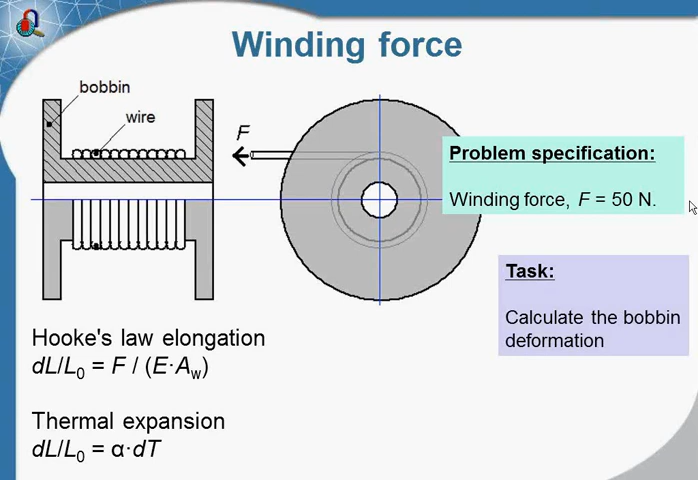 Winding force
bobbin
wire
F
Problem specification:
Winding force, F = 50 N.
Task:
Calculate the bobbin
deformation
Hooke's law elongation
dL/L₀ = F / (E·A_w)
Thermal expansion
dL/L₀ = α·dT